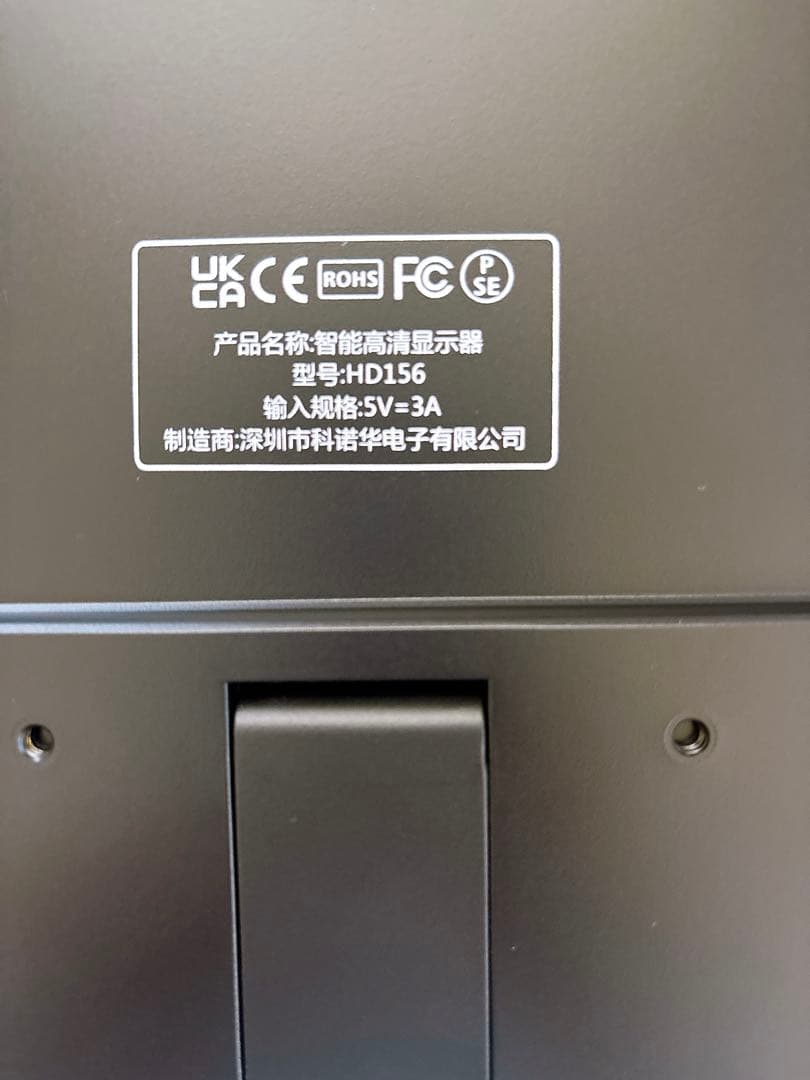 UK CA CE ROHS FC PSE
产品名称:智能高清显示器
型号:HD156
输入规格:5V=3A
制造商:深圳市科诺华电子有限公司